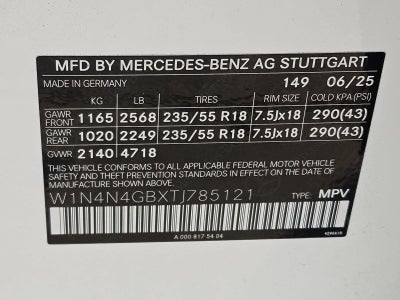 MFD BY MERCEDES-BENZ AG STUTTGART
MADE IN GERMANY 149 06/25
KG LB TIRES RIM SIZE COLD KPA (PSI)
GAWR FRONT 1165 2568 235/55 R18 7.5Jx18 290(43)
GAWR REAR 1020 2249 235/55 R18 7.5Jx18 290(43)
GVWR 2140 4718
THIS VEHICLE CONFORMS TO ALL APPLICABLE FEDERAL MOTOR VEHICLE
SAFETY, BUMPER, AND THEFT PREVENTION STANDARDS IN EFFECT ON THE
DATE OF MANUFACTURE SHOWN ABOVE.
W1N4N4GBXTJ785121 TYPE: MPV
A 000 817 54 04